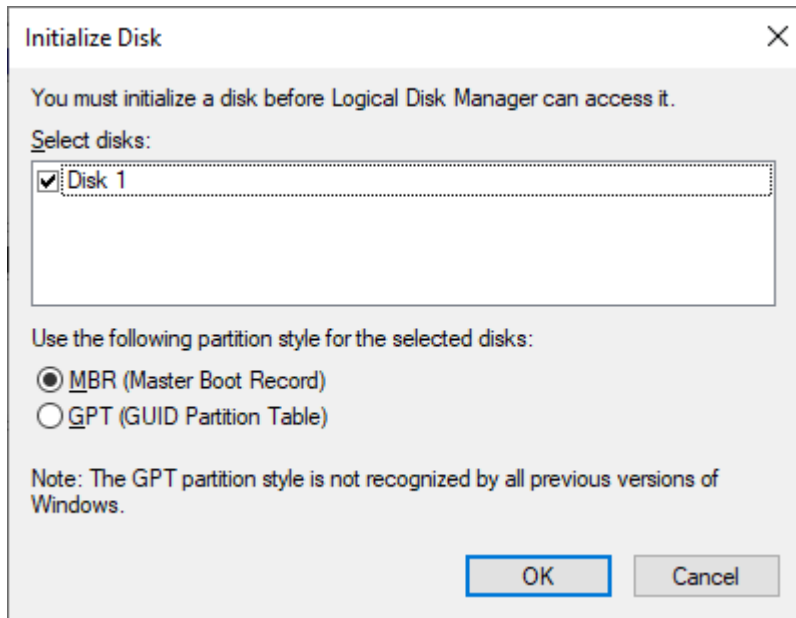 Initialize Disk
You must initialize a disk before Logical Disk Manager can access it.
Select disks:
Disk 1
Use the following partition style for the selected disks:
MBR (Master Boot Record)
GPT (GUID Partition Table)
Note: The GPT partition style is not recognized by all previous versions of
Windows.
OK
Cancel